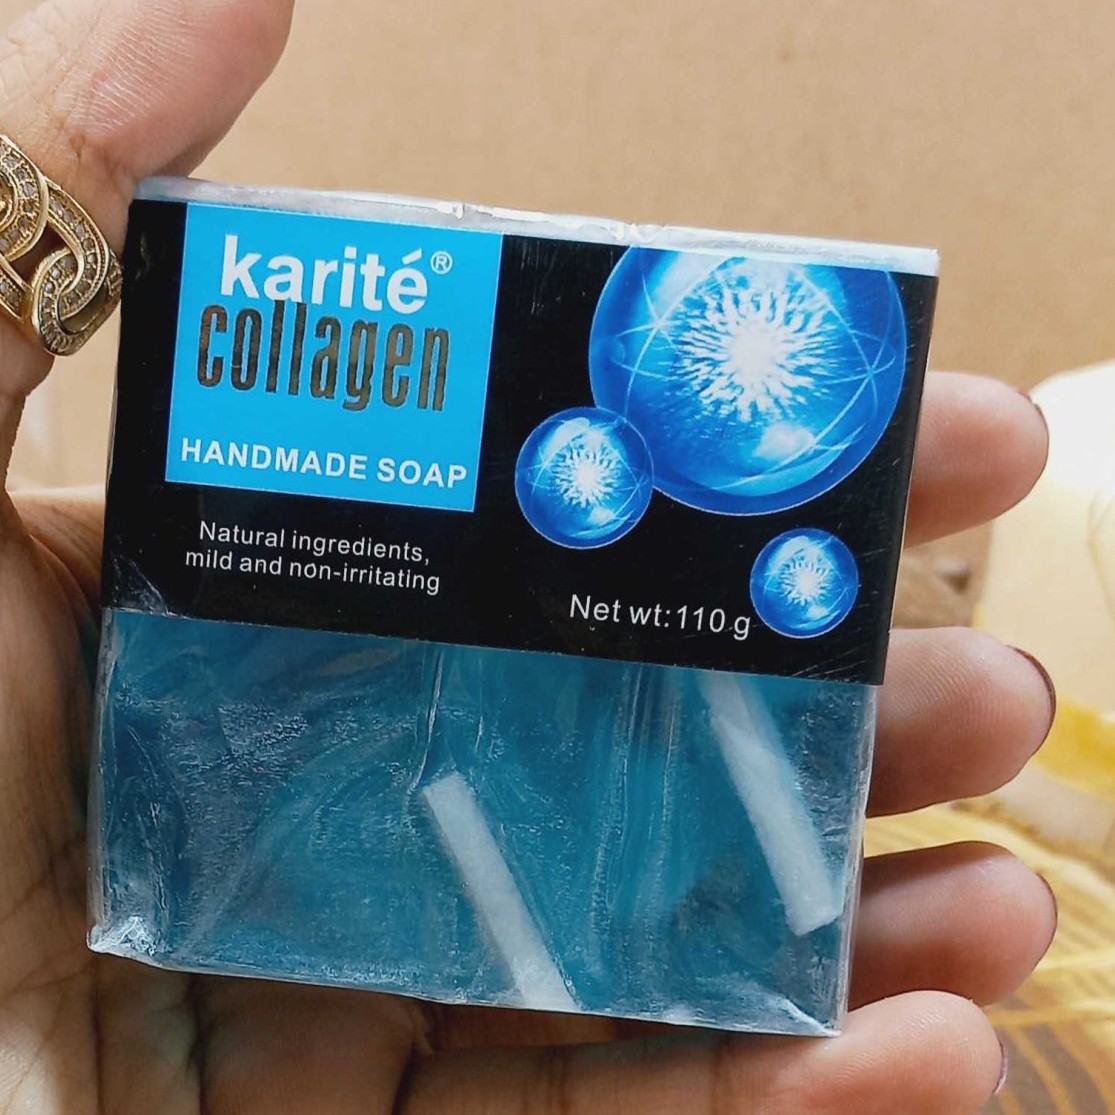 karité®
collagen
HANDMADE SOAP
Natural ingredients,
mild and non-irritating
Net wt:110 g